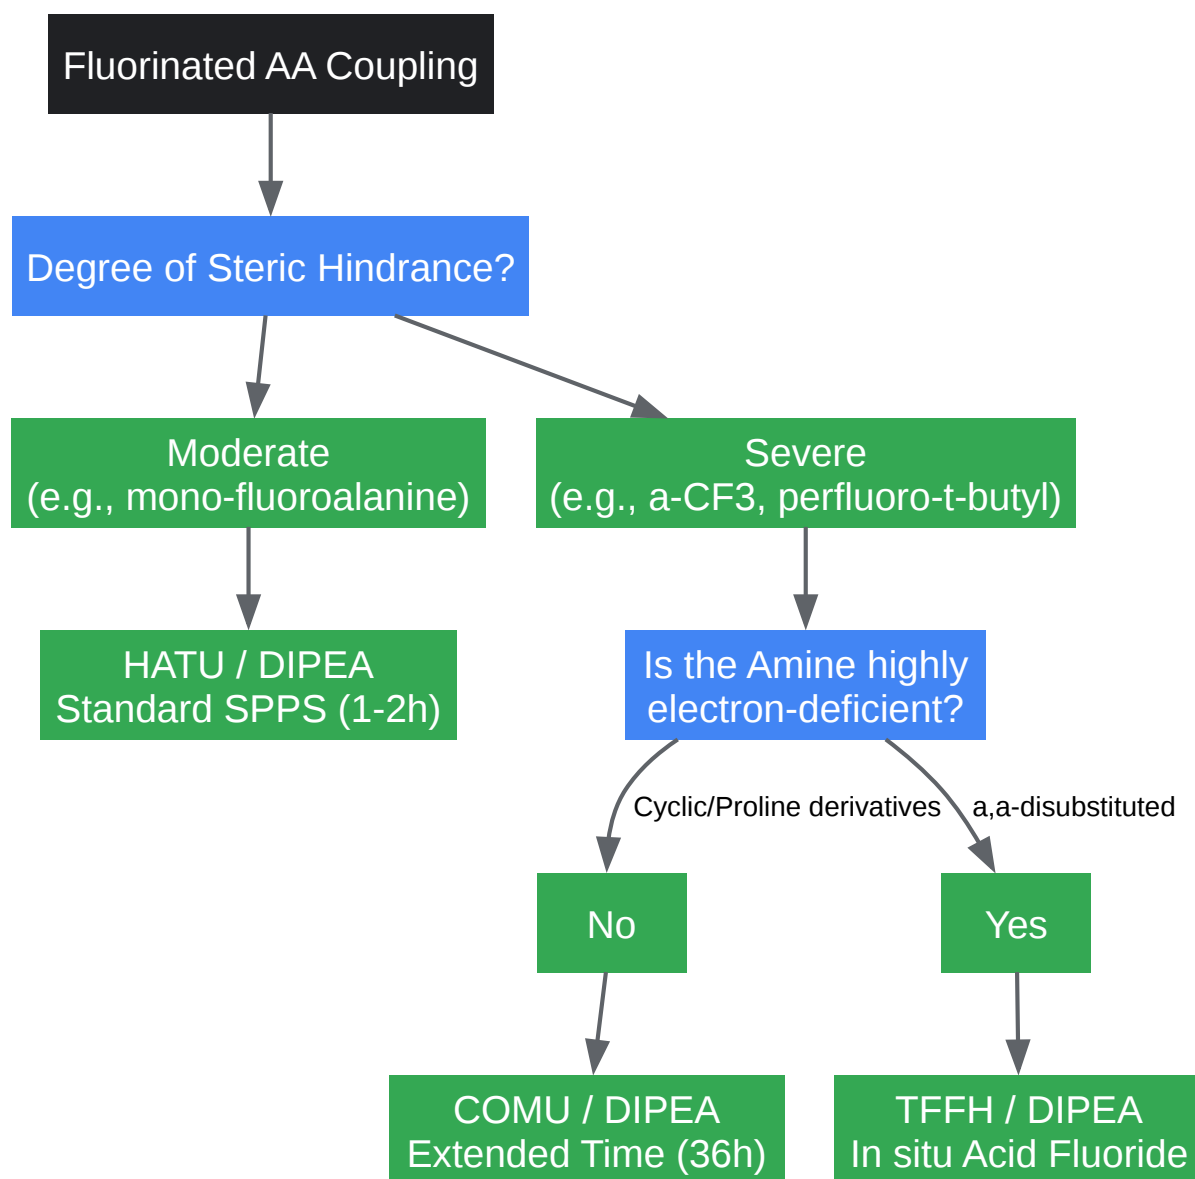 Fluorinated AA Coupling
Degree of Steric Hindrance?
Moderate
(e.g., mono-fluoroalanine)
Severe
(e.g., a-CF3, perfluoro-t-butyl)
HATU / DIPEA
Standard SPPS (1-2h)
Is the Amine highly
electron-deficient?
Cyclic/Proline derivatives
a,a-disubstituted
No
Yes
COMU / DIPEA
Extended Time (36h)
TFFH / DIPEA
In situ Acid Fluoride